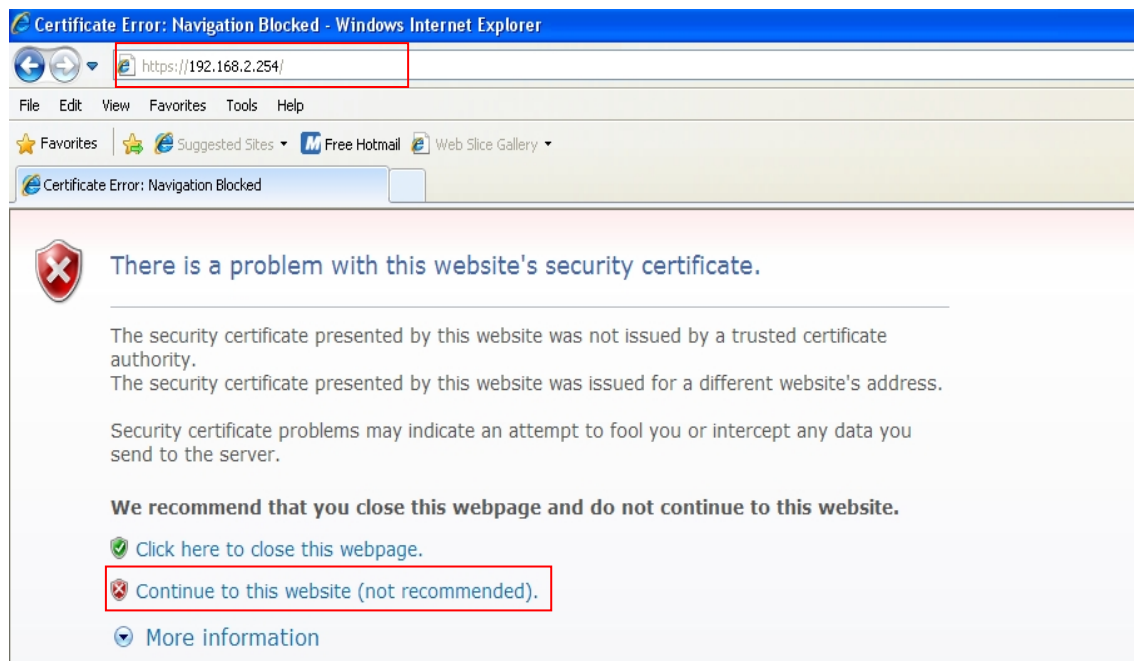 Certificate Error: Navigation Blocked - Windows Internet Explorer
https://192.168.2.254/
File Edit View Favorites Tools Help
Favorites Suggested Sites Free Hotmail Web Slice Gallery
Certificate Error: Navigation Blocked
There is a problem with this website's security certificate.
The security certificate presented by this website was not issued by a trusted certificate
authority.
The security certificate presented by this website was issued for a different website's address.
Security certificate problems may indicate an attempt to fool you or intercept any data you
send to the server.
We recommend that you close this webpage and do not continue to this website.
Click here to close this webpage.
Continue to this website (not recommended).
More information